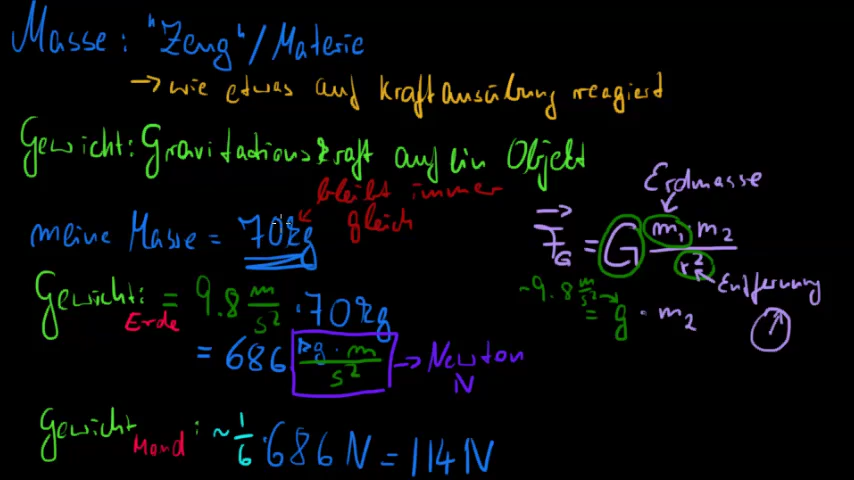 Masse: "Zeug"/Materie
→ wie etwas auf Kraftausübung reagiert
Gewicht: Gravitationskraft auf ein Objekt
bleibt immer
gleich
meine Masse = 70kg
Erdmasse
F_G = G m₁ · m₂ / r²
Entfernung
~9.8 m/s² →
= g · m₂
Gewicht Erde: = 9.8 m/s² · 70kg
= 686 kg · m / s² → Newton
N
Gewicht Mond: ~ 1/6 · 686 N = 114 N